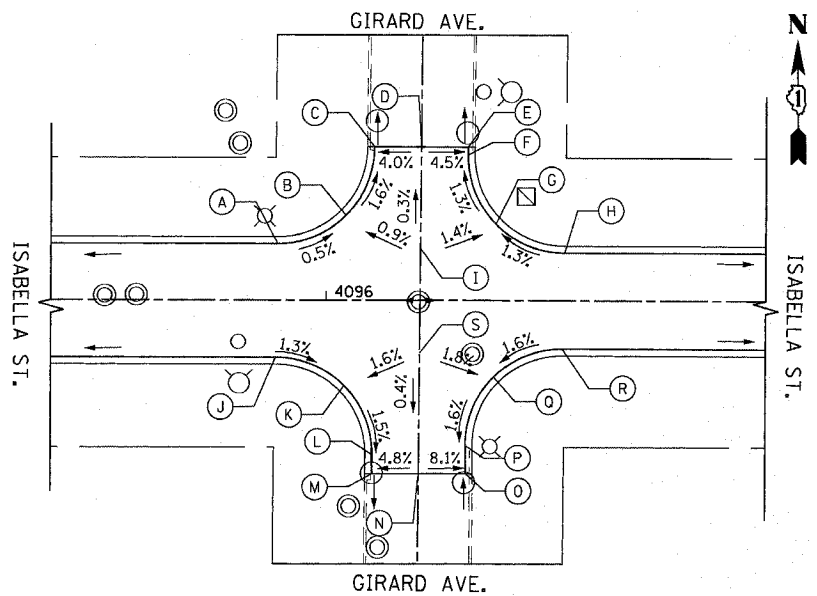 GIRARD AVE.
N
1
D
C
E
F
4.0%
4.5%
B
G
A
H
1.6%
0.3%
1.3%
0.5%
0.9%
1.4%
1.3%
I
ISABELLA ST.
ISABELLA ST.
4096
S
1.3%
1.6%
1.8%
1.6%
0.4%
J
K
Q
R
1.5%
1.6%
L
P
4.8%
8.1%
M
O
N
GIRARD AVE.